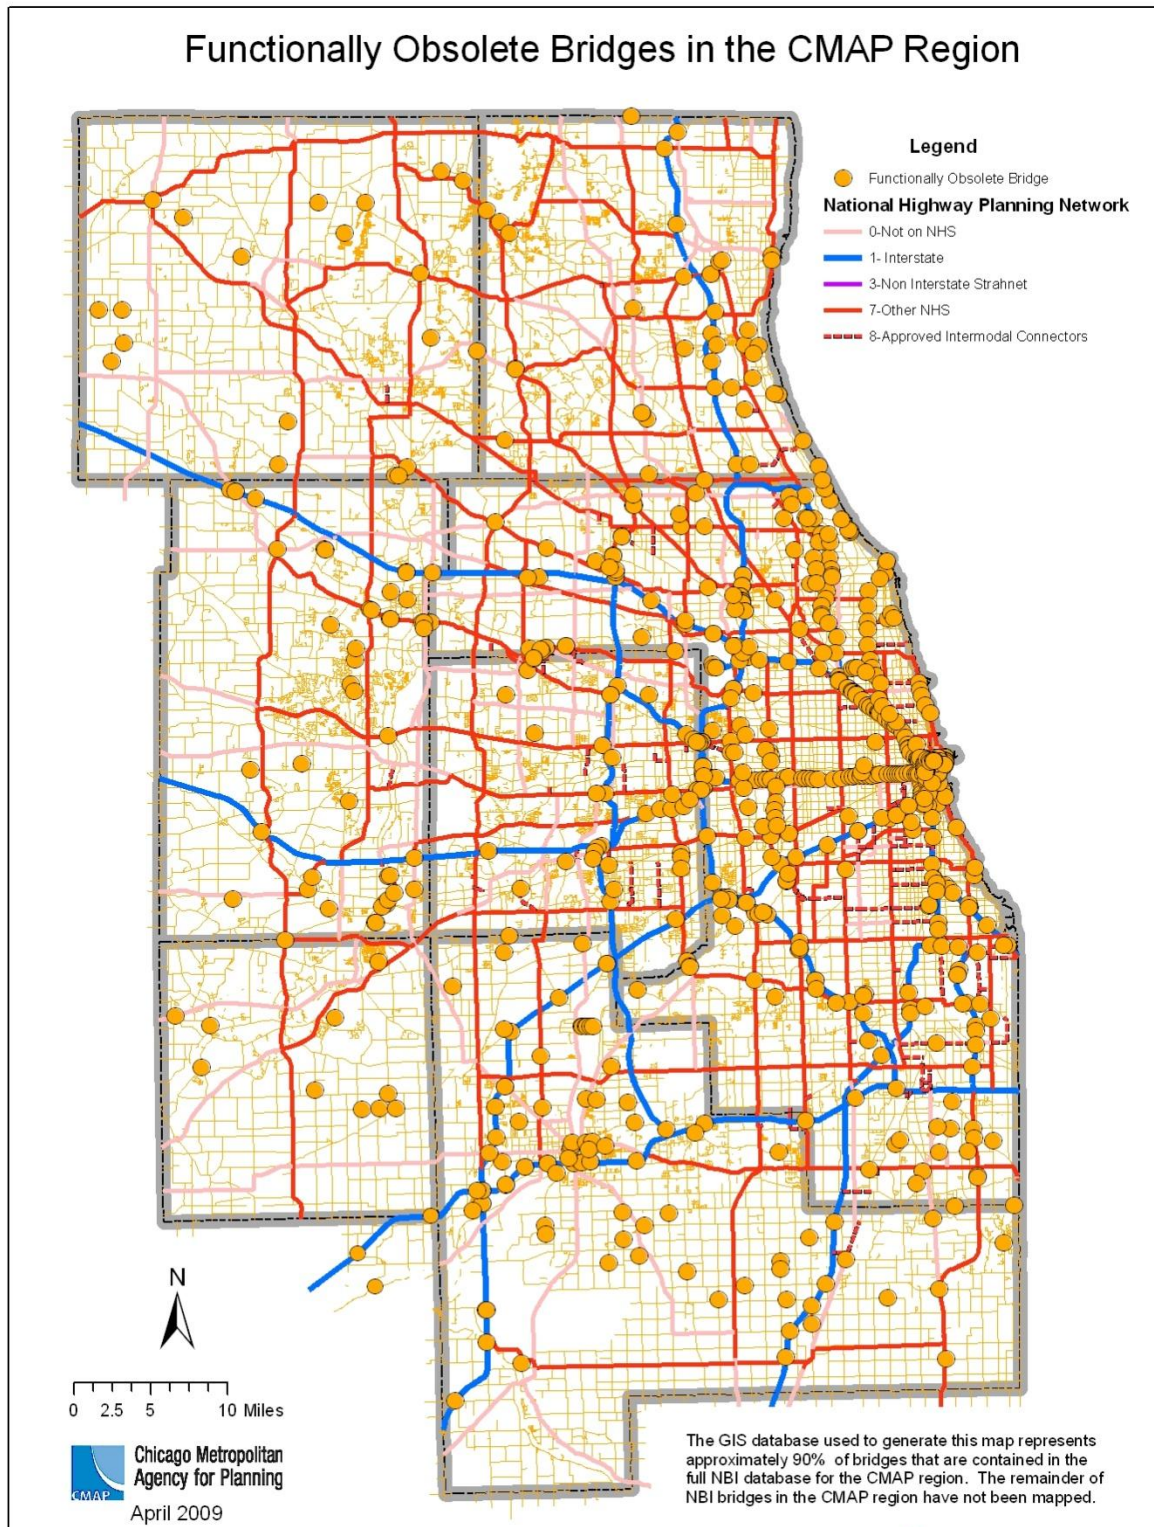 Functionally Obsolete Bridges in the CMAP Region
Legend
Functionally Obsolete Bridge
National Highway Planning Network
0-Not on NHS
1- Interstate
3-Non Interstate Strahnet
7-Other NHS
8-Approved Intermodal Connectors
N
0 2.5 5 10 Miles
CMAP
Chicago Metropolitan
Agency for Planning
April 2009
The GIS database used to generate this map represents
approximately 90% of bridges that are contained in the
full NBI database for the CMAP region. The remainder of
NBI bridges in the CMAP region have not been mapped.